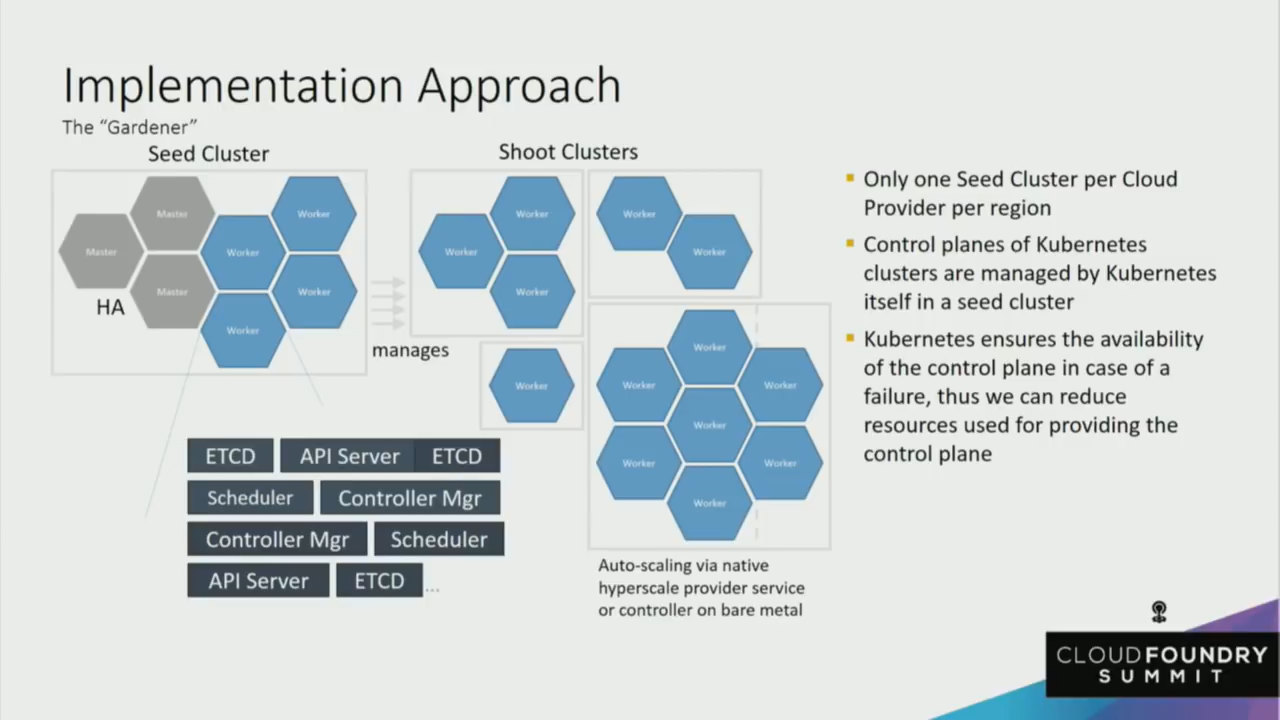 Implementation Approach
The “Gardener”
Seed Cluster
Master
Worker
Master
Worker
Master
Worker
HA
Worker
manages
Shoot Clusters
Worker
Worker
Worker
Worker
Worker
Worker
Worker
Worker
Worker
Worker
Worker
Worker
Worker
Auto-scaling via native
hyperscale provider service
or controller on bare metal
ETCD
API Server
ETCD
Scheduler
Controller Mgr
Controller Mgr
Scheduler
API Server
ETCD
...
Only one Seed Cluster per Cloud
Provider per region
Control planes of Kubernetes
clusters are managed by Kubernetes
itself in a seed cluster
Kubernetes ensures the availability
of the control plane in case of a
failure, thus we can reduce
resources used for providing the
control plane
CLOUDFOUNDRY
SUMMIT